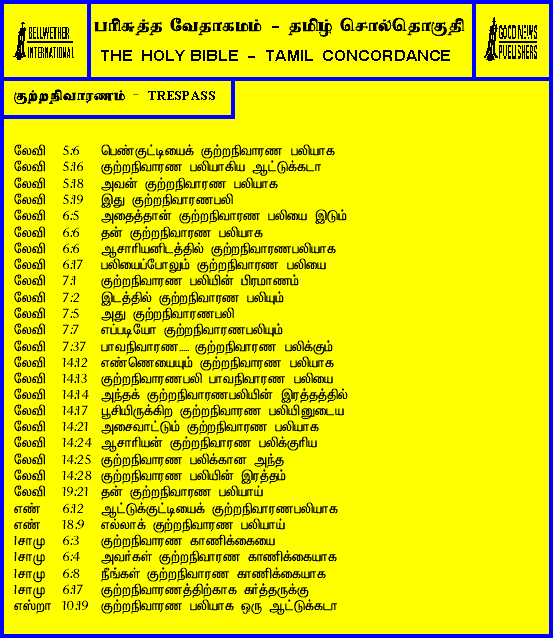 BELLWETHER
INTERNATIONAL
பரிசுத்த வேதாகமம் - தமிழ் சொல்தொகுதி
THE HOLY BIBLE - TAMIL CONCORDANCE
GOOD NEWS
PUBLISHERS
குற்றநிவாரணம் - TRESPASS
லேவி 5:6 பெண்குட்டியைக் குற்றநிவாரண பலியாக
லேவி 5:16 குற்றநிவாரண பலியாகிய ஆட்டுக்கடா
லேவி 5:18 அவன் குற்றநிவாரண பலியாக
லேவி 5:19 இது குற்றநிவாரணபலி
லேவி 6:5 அதைத்தான் குற்றநிவாரண பலியை இடும்
லேவி 6:6 தன் குற்றநிவாரண பலியாக
லேவி 6:6 ஆசாரியனிடத்தில் குற்றநிவாரணபலியாக
லேவி 6:17 பலியைப்போலும் குற்றநிவாரண பலியை
லேவி 7:1 குற்றநிவாரண பலியின் பிரமாணம்
லேவி 7:2 இடத்தில் குற்றநிவாரண பலியும்
லேவி 7:5 அது குற்றநிவாரணபலி
லேவி 7:7 எப்படியோ குற்றநிவாரணபலியும்
லேவி 7:37 பாவநிவாரண..... குற்றநிவாரண பலிக்கும்
லேவி 14:12 எண்ணெயையும் குற்றநிவாரண பலியாக
லேவி 14:13 குற்றநிவாரணபலி பாவநிவாரண பலியை
லேவி 14:14 அந்தக் குற்றநிவாரணபலியின் இரத்தத்தில்
லேவி 14:17 பூசியிருக்கிற குற்றநிவாரண பலியினுடைய
லேவி 14:21 அசைவாட்டும் குற்றநிவாரண பலியாக
லேவி 14:24 ஆசாரியன் குற்றநிவாரண பலிக்குரிய
லேவி 14:25 குற்றநிவாரண பலிக்கான அந்த
லேவி 14:28 குற்றநிவாரண பலியின் இரத்தம்
லேவி 19:21 தன் குற்றநிவாரண பலியாய்
எண் 6:12 ஆட்டுக்குட்டியைக் குற்றநிவாரணபலியாக
எண் 18:9 எல்லாக் குற்றநிவாரண பலியாய்
1சாமு 6:3 குற்றநிவாரண காணிக்கையை
1சாமு 6:4 அவர்கள் குற்றநிவாரண காணிக்கையாக
1சாமு 6:8 நீங்கள் குற்றநிவாரண காணிக்கையாக
1சாமு 6:17 குற்றநிவாரணத்திற்காக கர்த்தருக்கு
எஸ்றா 10:19 குற்றநிவாரண பலியாக ஒரு ஆட்டுக்கடா